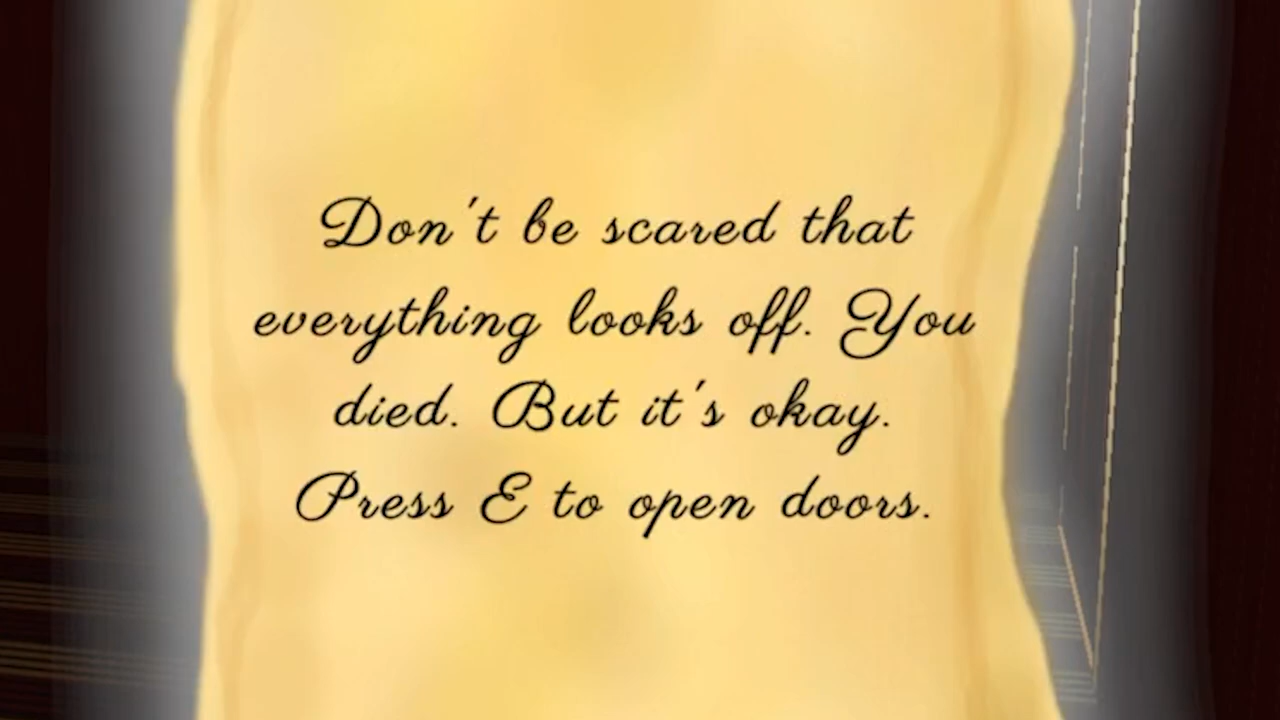 Don't be scared that
everything looks off. You
died. But it's okay.
Press E to open doors.